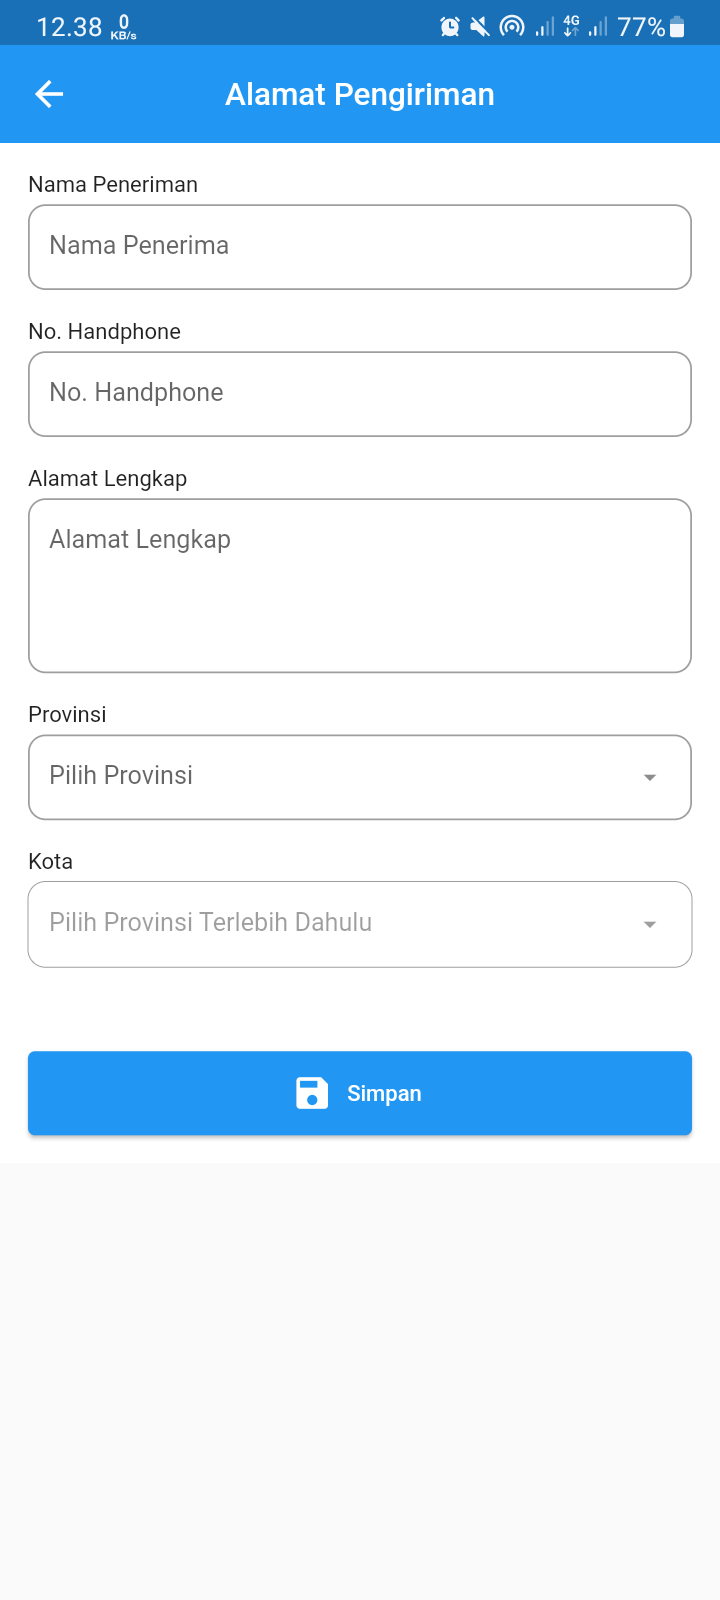 12.38 0 KB/s 4G 77%
Alamat Pengiriman
Nama Peneriman
Nama Penerima
No. Handphone
No. Handphone
Alamat Lengkap
Alamat Lengkap
Provinsi
Pilih Provinsi
Kota
Pilih Provinsi Terlebih Dahulu
Simpan